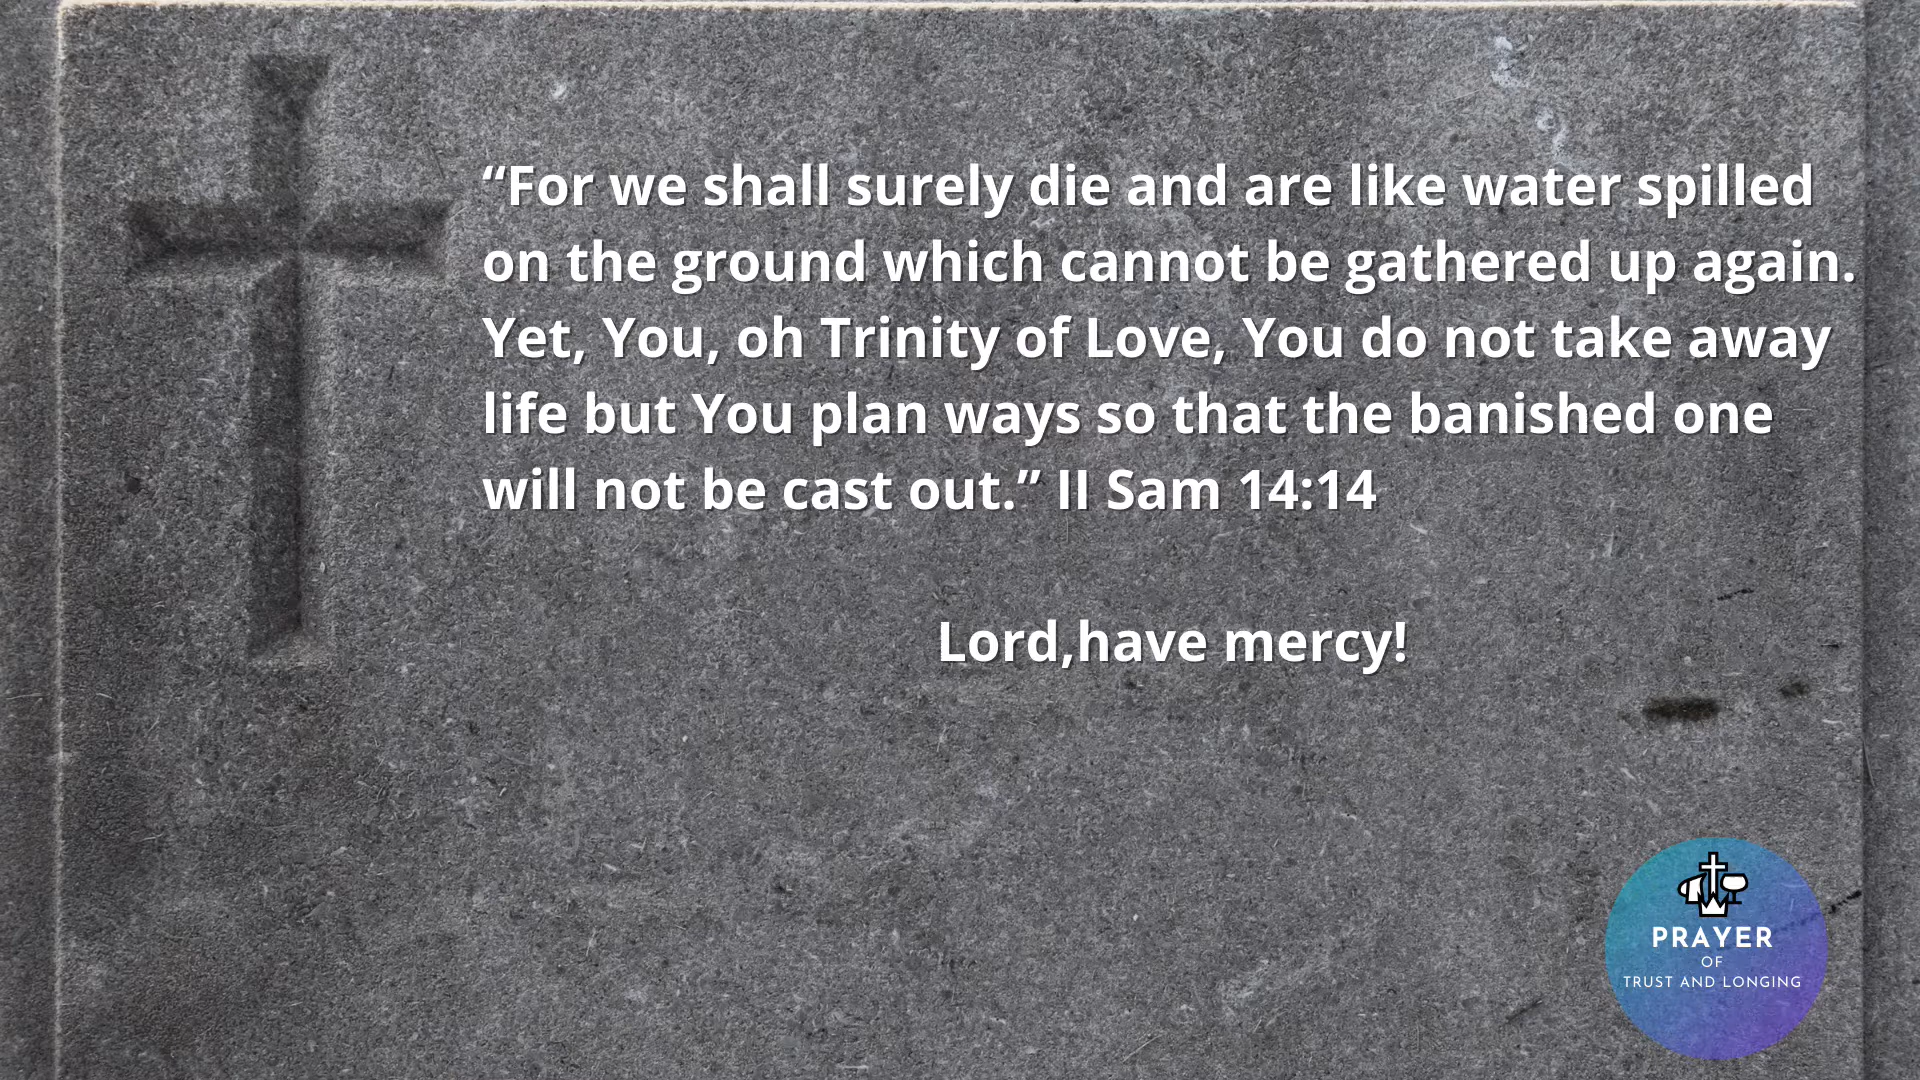 “For we shall surely die and are like water spilled
on the ground which cannot be gathered up again.
Yet, You, oh Trinity of Love, You do not take away
life but You plan ways so that the banished one
will not be cast out.” II Sam 14:14
Lord,have mercy!
PRAYER
OF
TRUST AND LONGING